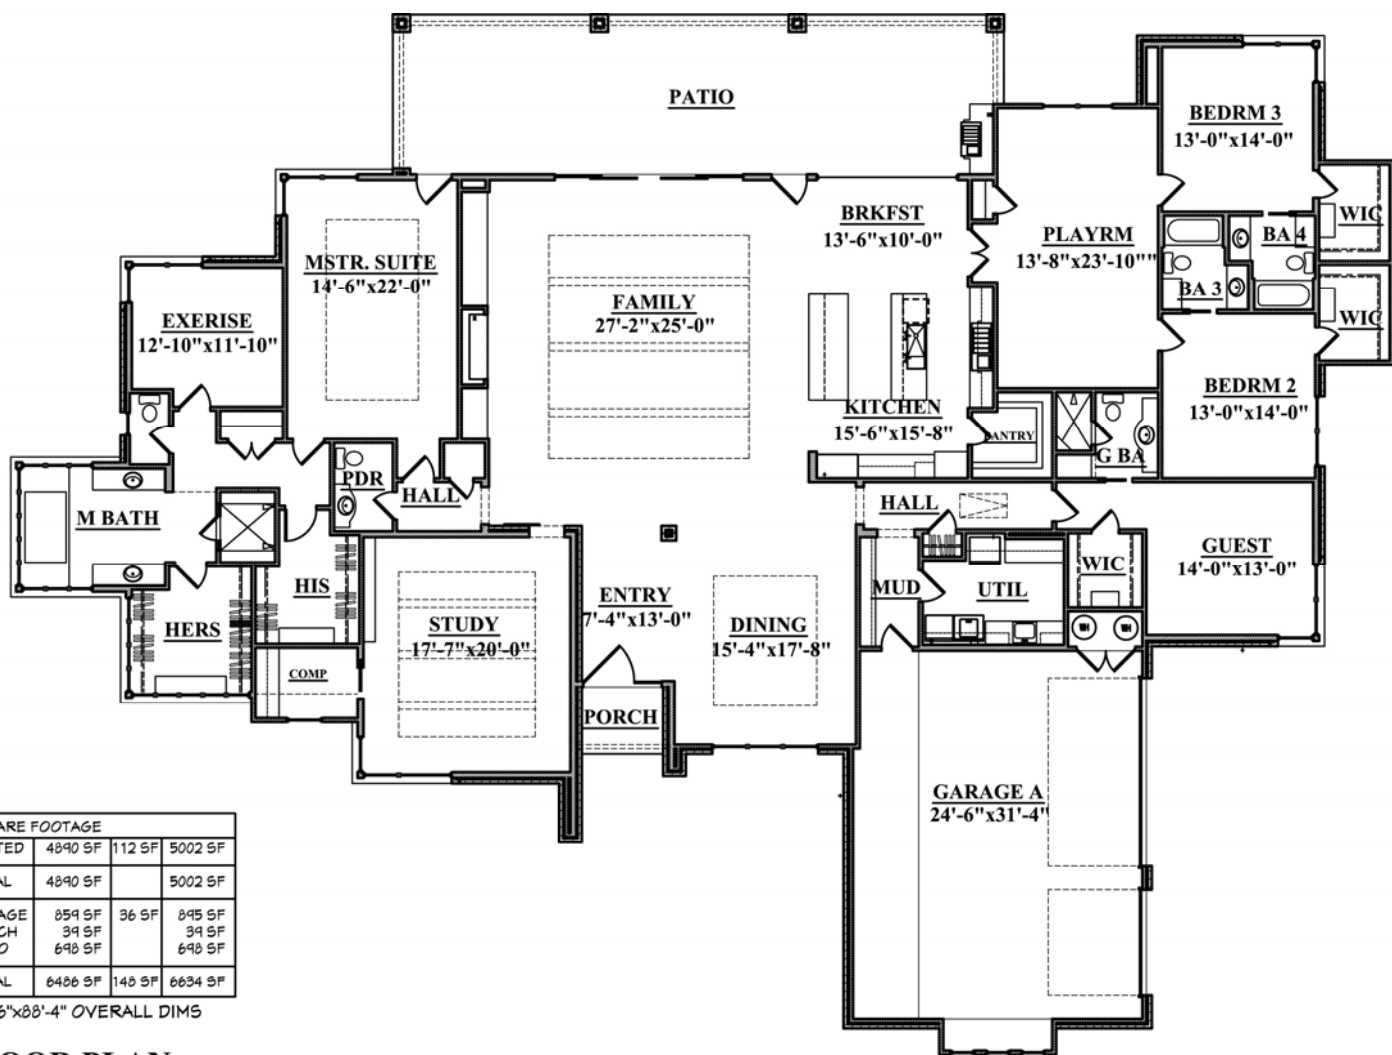 PATIO
BEDRM 3
13'-0"x14'-0"
WIC
BRKFST
13'-6"x10'-0"
PLAYRM
13'-8"x23'-10""
BA 4
MSTR. SUITE
14'-6"x22'-0"
BA 3
FAMILY
27'-2"x25'-0"
WIC
EXERISE
12'-10"x11'-10"
BEDRM 2
13'-0"x14'-0"
KITCHEN
15'-6"x15'-8"
PANTRY
G BA
PDR
HALL
HALL
M BATH
GUEST
14'-0"x13'-0"
WIC
HIS
MUD
UTIL
ENTRY
7'-4"x13'-0"
HERS
STUDY
17'-7"x20'-0"
DINING
15'-4"x17'-8"
WH
WH
COMP
PORCH
GARAGE A
24'-6"x31'-4"
ARE FOOTAGE
TED 4890 SF 112 SF 5002 SF
AL 4890 SF 5002 SF
AGE 859 SF 36 SF 895 SF
CH 39 SF 39 SF
O 698 SF 698 SF
AL 6486 SF 148 SF 6634 SF
6"x88'-4" OVERALL DIMS